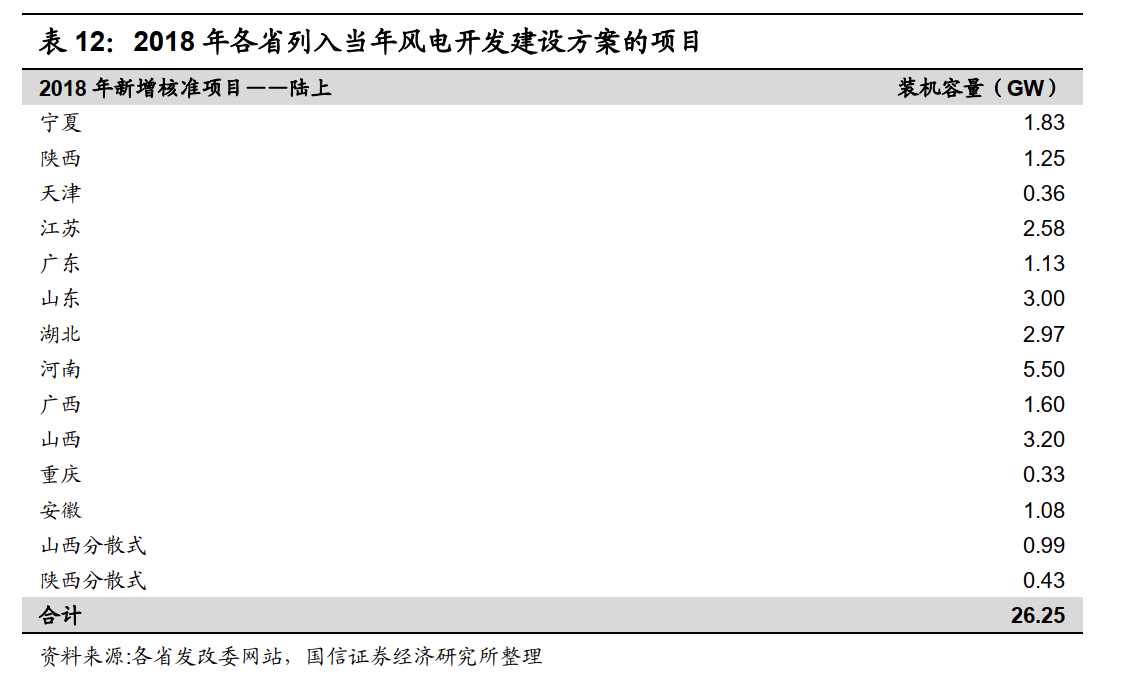 表 12：2018 年各省列入当年风电开发建设方案的项目
2018 年新增核准项目——陆上 装机容量（GW）
宁夏 1.83
陕西 1.25
天津 0.36
江苏 2.58
广东 1.13
山东 3.00
湖北 2.97
河南 5.50
广西 1.60
山西 3.20
重庆 0.33
安徽 1.08
山西分散式 0.99
陕西分散式 0.43
合计 26.25
资料来源:各省发改委网站，国信证券经济研究所整理